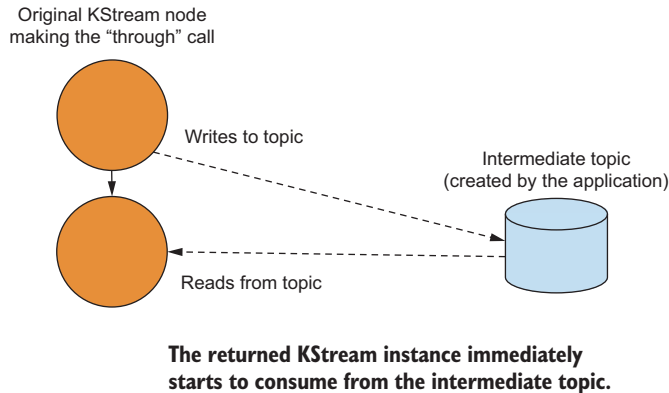 Original KStream node
making the “through” call
Writes to topic
Intermediate topic
(created by the application)
Reads from topic
The returned KStream instance immediately
starts to consume from the intermediate topic.